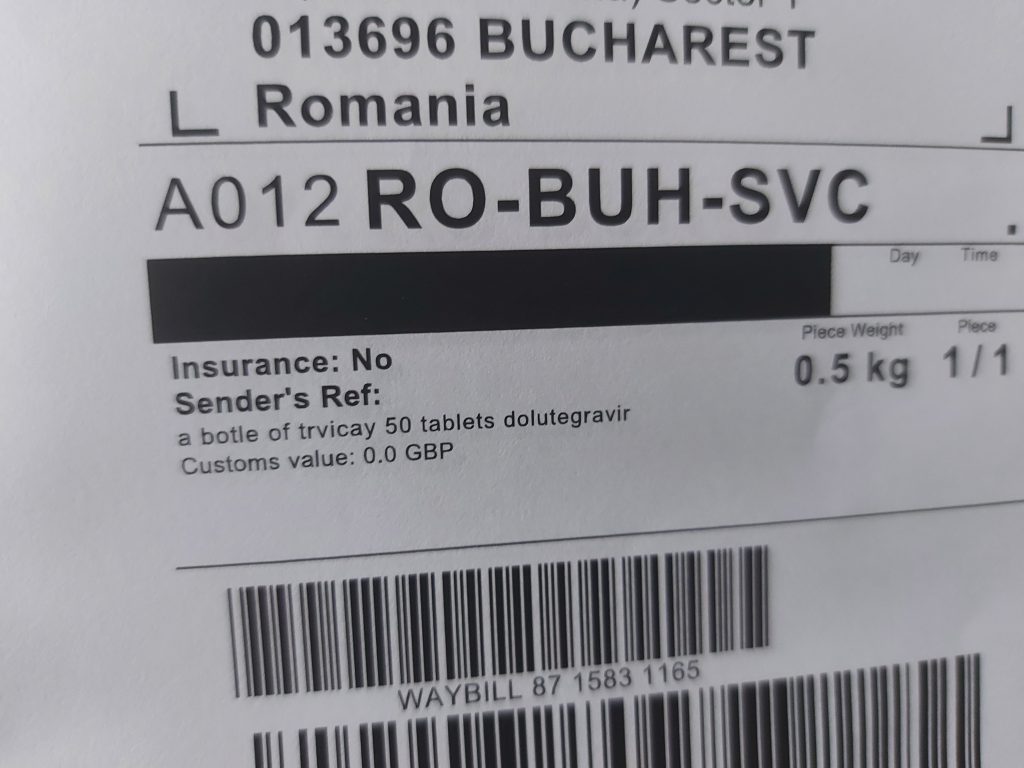 013696 BUCHAREST
Romania
A012 RO-BUH-SVC
Day Time
Piece Weight Piece
0.5 kg 1/1
Insurance: No
Sender's Ref:
a botle of trvicay 50 tablets dolutegravir
Customs value: 0.0 GBP
WAYBILL 87 1583 1165